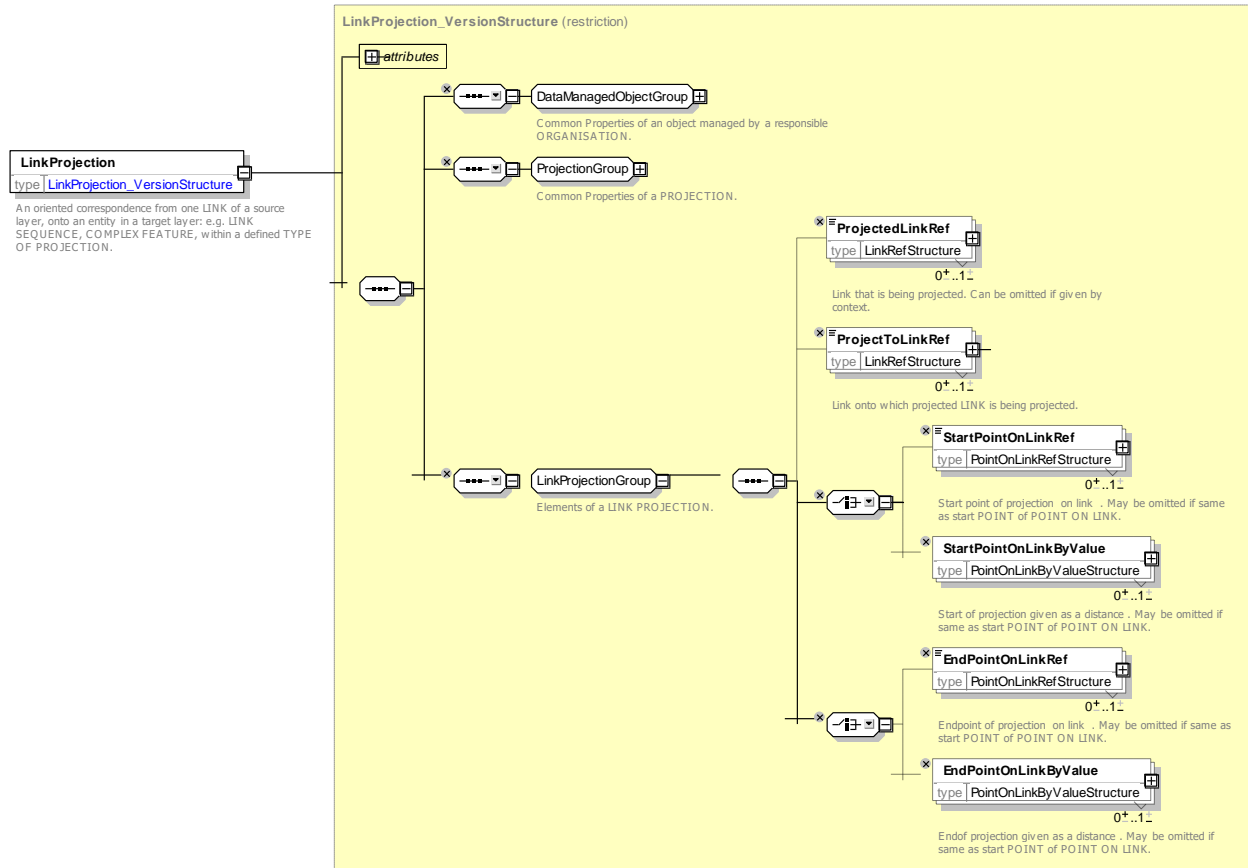 LinkProjection_VersionStructure (restriction)
attributes
DataManagedObjectGroup
Common Properties of an object managed by a responsible
ORGANISATION.
LinkProjection
type LinkProjection_VersionStructure
An oriented correspondence from one LINK of a source
layer, onto an entity in a target layer: e.g. LINK
SEQUENCE, COMPLEX FEATURE, within a defined TYPE
OF PROJECTION.
ProjectionGroup
Common Properties of a PROJECTION.
ProjectedLinkRef
type LinkRefStructure
0..1
Link that is being projected. Can be omitted if given by
context.
ProjectToLinkRef
type LinkRefStructure
0..1
Link onto which projected LINK is being projected.
LinkProjectionGroup
Elements of a LINK PROJECTION.
StartPointOnLinkRef
type PointOnLinkRefStructure
0..1
Start point of projection on link . May be omitted if same
as start POINT of POINT ON LINK.
StartPointOnLinkByValue
type PointOnLinkByValueStructure
0..1
Start of projection given as a distance . May be omitted if
same as start POINT of POINT ON LINK.
EndPointOnLinkRef
type PointOnLinkRefStructure
0..1
Endpoint of projection on link . May be omitted if same as
start POINT of POINT ON LINK.
EndPointOnLinkByValue
type PointOnLinkByValueStructure
0..1
Endof projection given as a distance . May be omitted if
same as start POINT of POINT ON LINK.